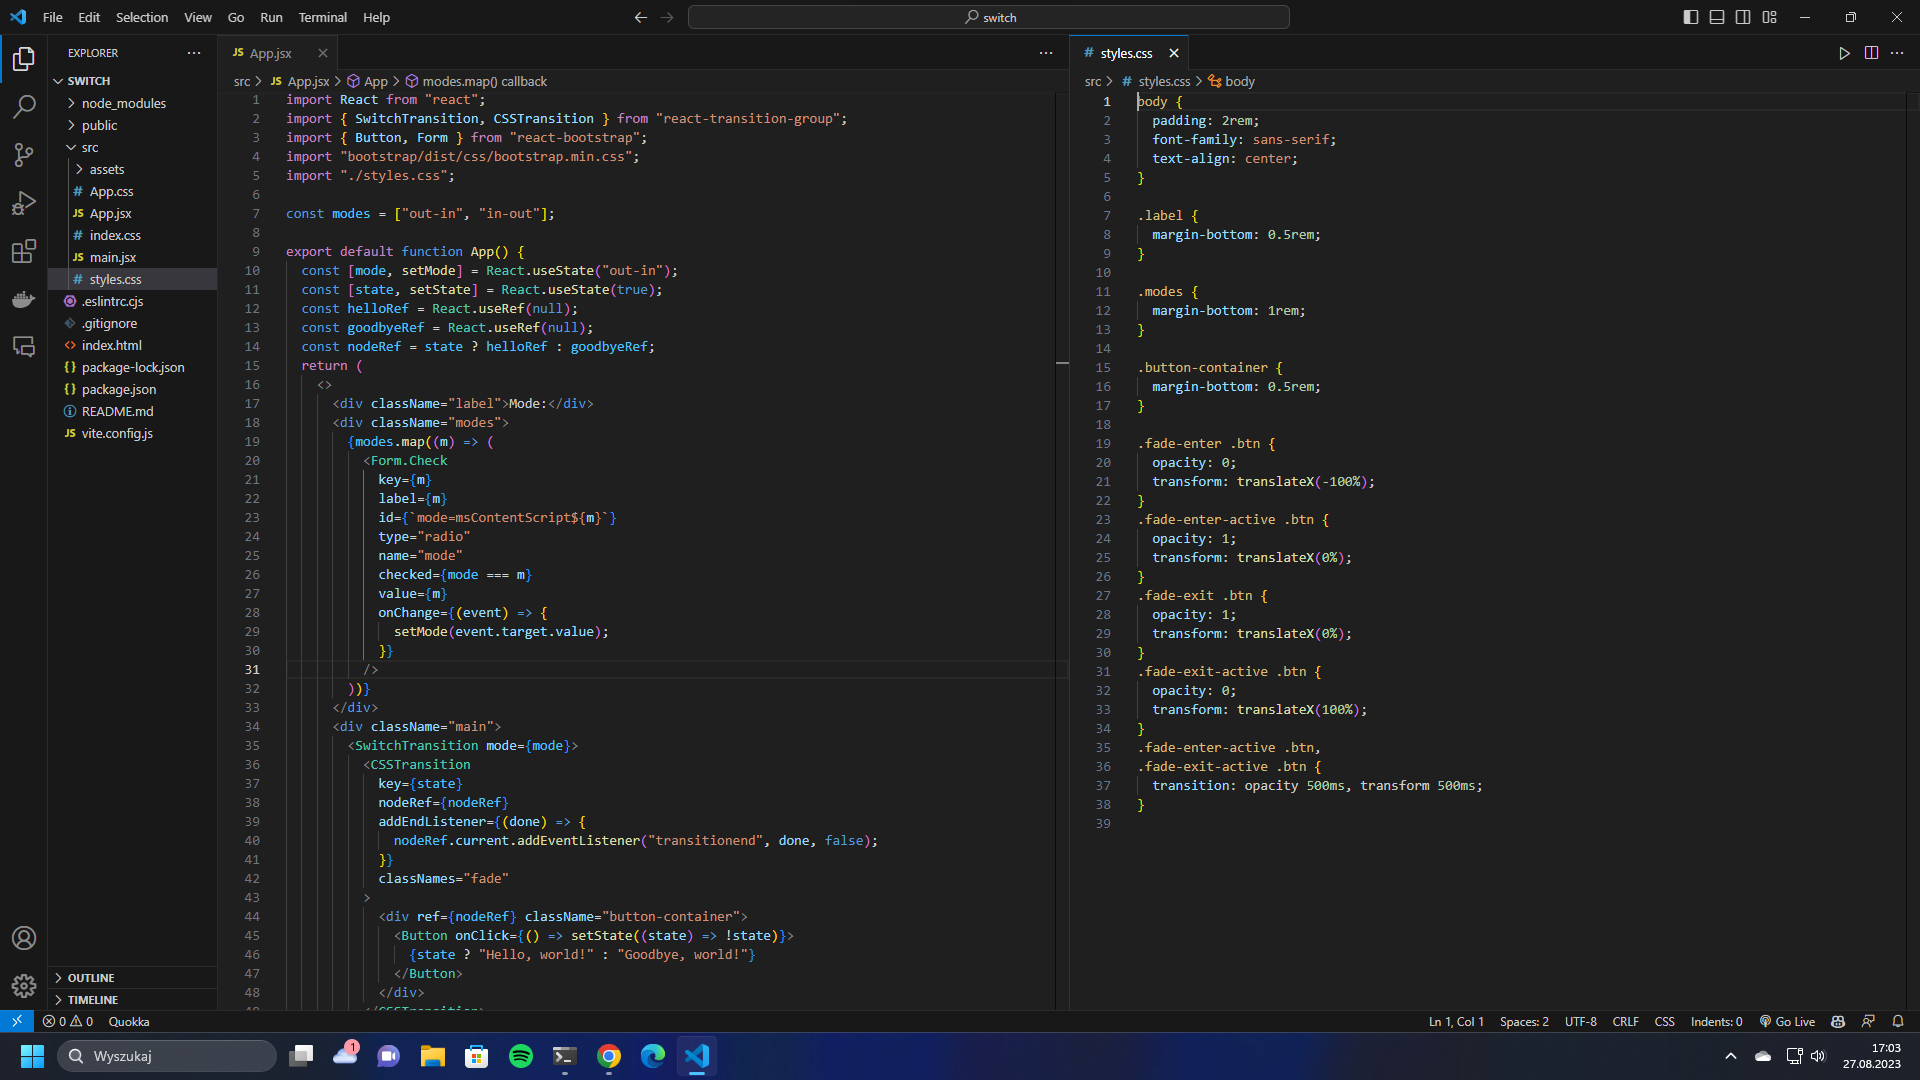 File Edit Selection View Go Run Terminal Help
switch
EXPLORER
SWITCH
node_modules
public
src
assets
App.css
App.jsx
index.css
main.jsx
styles.css
.eslintrc.cjs
.gitignore
index.html
package-lock.json
package.json
README.md
vite.config.js
OUTLINE
TIMELINE
JS App.jsx
src > JS App.jsx > App > modes.map() callback
1 import React from "react";
2 import { SwitchTransition, CSSTransition } from "react-transition-group";
3 import { Button, Form } from "react-bootstrap";
4 import "bootstrap/dist/css/bootstrap.min.css";
5 import "./styles.css";
6
7 const modes = ["out-in", "in-out"];
8
9 export default function App() {
10 const [mode, setMode] = React.useState("out-in");
11 const [state, setState] = React.useState(true);
12 const helloRef = React.useRef(null);
13 const goodbyeRef = React.useRef(null);
14 const nodeRef = state ? helloRef : goodbyeRef;
15 return (
16 <>
17 <div className="label">Mode:</div>
18 <div className="modes">
19 {modes.map((m) => (
20 <Form.Check
21 key={m}
22 label={m}
23 id={`mode=msContentScript${m}`}
24 type="radio"
25 name="mode"
26 checked={mode === m}
27 value={m}
28 onChange={(event) => {
29 setMode(event.target.value);
30 }}
31 />
32 ))}
33 </div>
34 <div className="main">
35 <SwitchTransition mode={mode}>
36 <CSSTransition
37 key={state}
38 nodeRef={nodeRef}
39 addEndListener={(done) => {
40 nodeRef.current.addEventListener("transitionend", done, false);
41 }}
42 classNames="fade"
43 >
44 <div ref={nodeRef} className="button-container">
45 <Button onClick={() => setState((state) => !state)}>
46 {state ? "Hello, world!" : "Goodbye, world!"}
47 </Button>
48 </div>
# styles.css
src > # styles.css > body
1 body {
2 padding: 2rem;
3 font-family: sans-serif;
4 text-align: center;
5 }
6
7 .label {
8 margin-bottom: 0.5rem;
9 }
10
11 .modes {
12 margin-bottom: 1rem;
13 }
14
15 .button-container {
16 margin-bottom: 0.5rem;
17 }
18
19 .fade-enter .btn {
20 opacity: 0;
21 transform: translateX(-100%);
22 }
23 .fade-enter-active .btn {
24 opacity: 1;
25 transform: translateX(0%);
26 }
27 .fade-exit .btn {
28 opacity: 1;
29 transform: translateX(0%);
30 }
31 .fade-exit-active .btn {
32 opacity: 0;
33 transform: translateX(100%);
34 }
35 .fade-enter-active .btn,
36 .fade-exit-active .btn {
37 transition: opacity 500ms, transform 500ms;
38 }
39
0 0 Quokka
Ln 1, Col 1 Spaces: 2 UTF-8 CRLF CSS Indents: 0 Go Live
Wyszukaj
1
17:03
27.08.2023